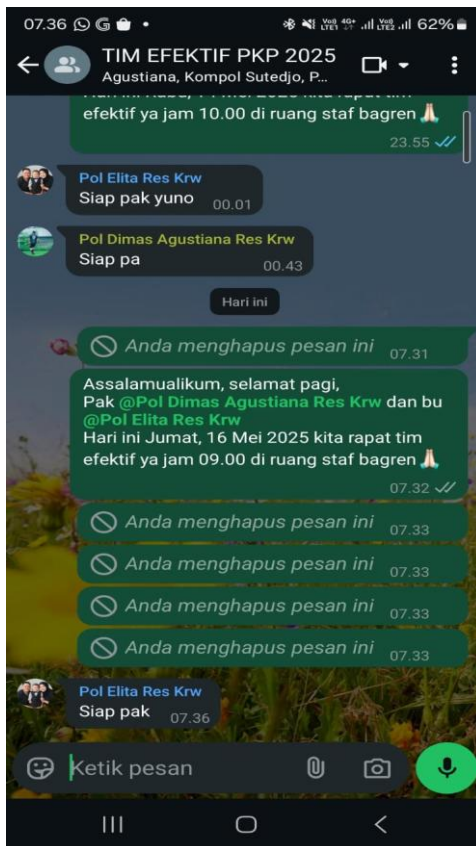 07.36
62%
TIM EFEKTIF PKP 2025
Agustiana, Kompol Sutedjo, P...
efektif ya jam 10.00 di ruang staf bagren 🙏🏻
23.55
Pol Elita Res Krw
Siap pak yuno 00.01
Pol Dimas Agustiana Res Krw
Siap pa 00.43
Hari ini
Anda menghapus pesan ini 07.31
Assalamualikum, selamat pagi,
Pak @Pol Dimas Agustiana Res Krw dan bu
@Pol Elita Res Krw
Hari ini Jumat, 16 Mei 2025 kita rapat tim
efektif ya jam 09.00 di ruang staf bagren 🙏🏻
07.32
Anda menghapus pesan ini 07.33
Anda menghapus pesan ini 07.33
Anda menghapus pesan ini 07.33
Anda menghapus pesan ini 07.33
Pol Elita Res Krw
Siap pak 07.36
Ketik pesan